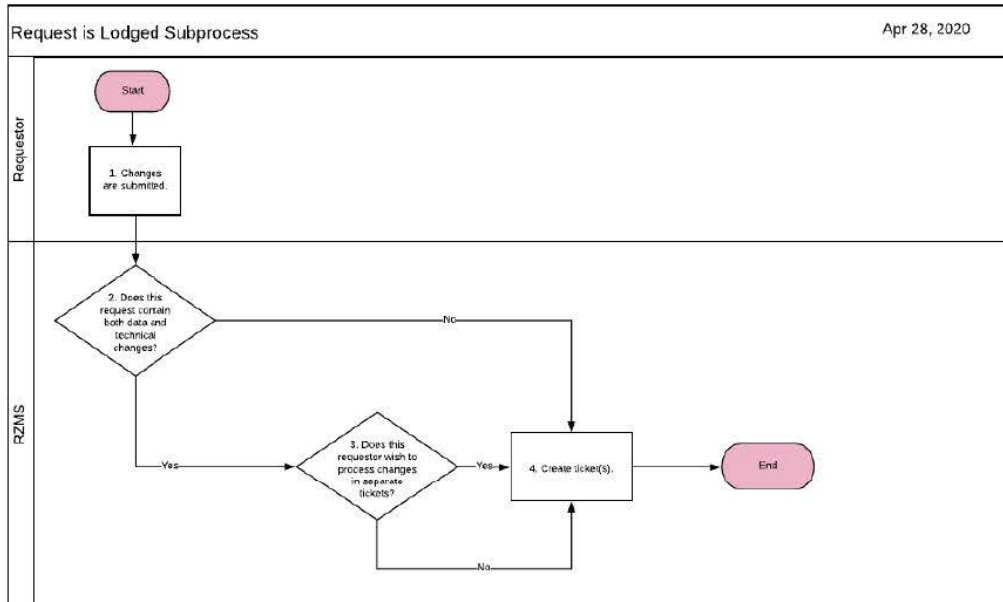 Request is Lodged Subprocess
Apr 28, 2020
Requestor
Start
1. Changes
are submitted.
RZMS
2. Does this
request contain
both data and
technical
changes?
No
Yes
3. Does this
requestor wish to
process changes
in separate
tickets?
Yes
No
4. Create ticket(s).
End